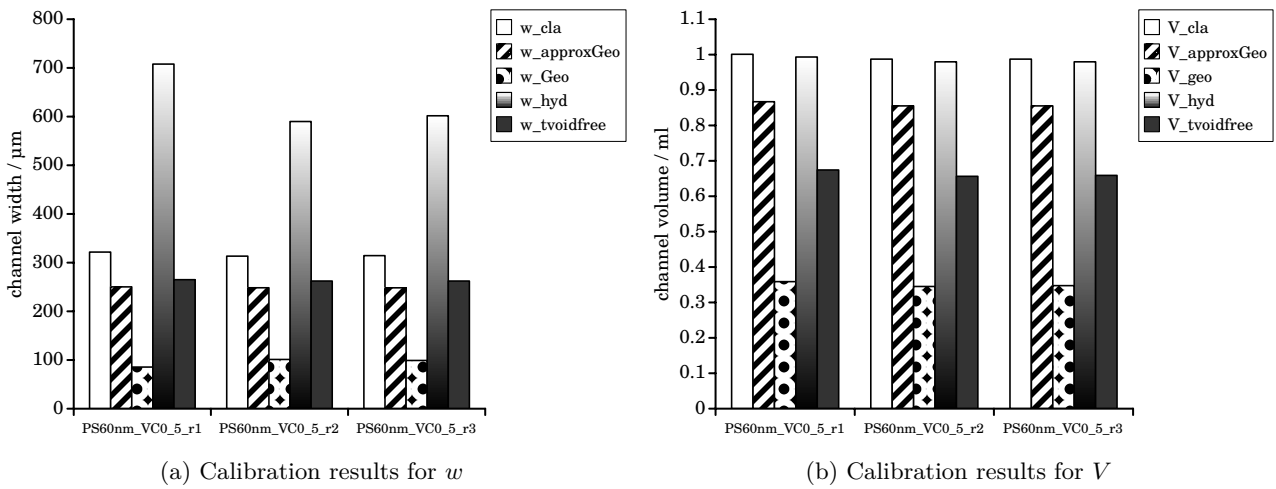 800
700
600
500
400
300
200
100
0
channel width / µm
PS60nm_VC0_5_r1
PS60nm_VC0_5_r2
PS60nm_VC0_5_r3
w_cla
w_approxGeo
w_Geo
w_hyd
w_tvoidfree
(a) Calibration results for w
1.1
1
0.9
0.8
0.7
0.6
0.5
0.4
0.3
0.2
0.1
0
channel volume / ml
PS60nm_VC0_5_r1
PS60nm_VC0_5_r2
PS60nm_VC0_5_r3
V_cla
V_approxGeo
V_geo
V_hyd
V_tvoidfree
(b) Calibration results for V